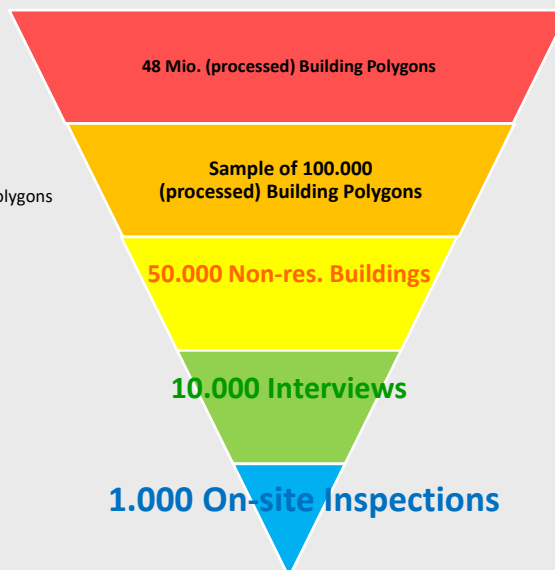 48 Mio. (processed) Building Polygons
Sample of 100.000
(processed) Building Polygons
olygons
50.000 Non-res. Buildings
10.000 Interviews
1.000 On-site Inspections